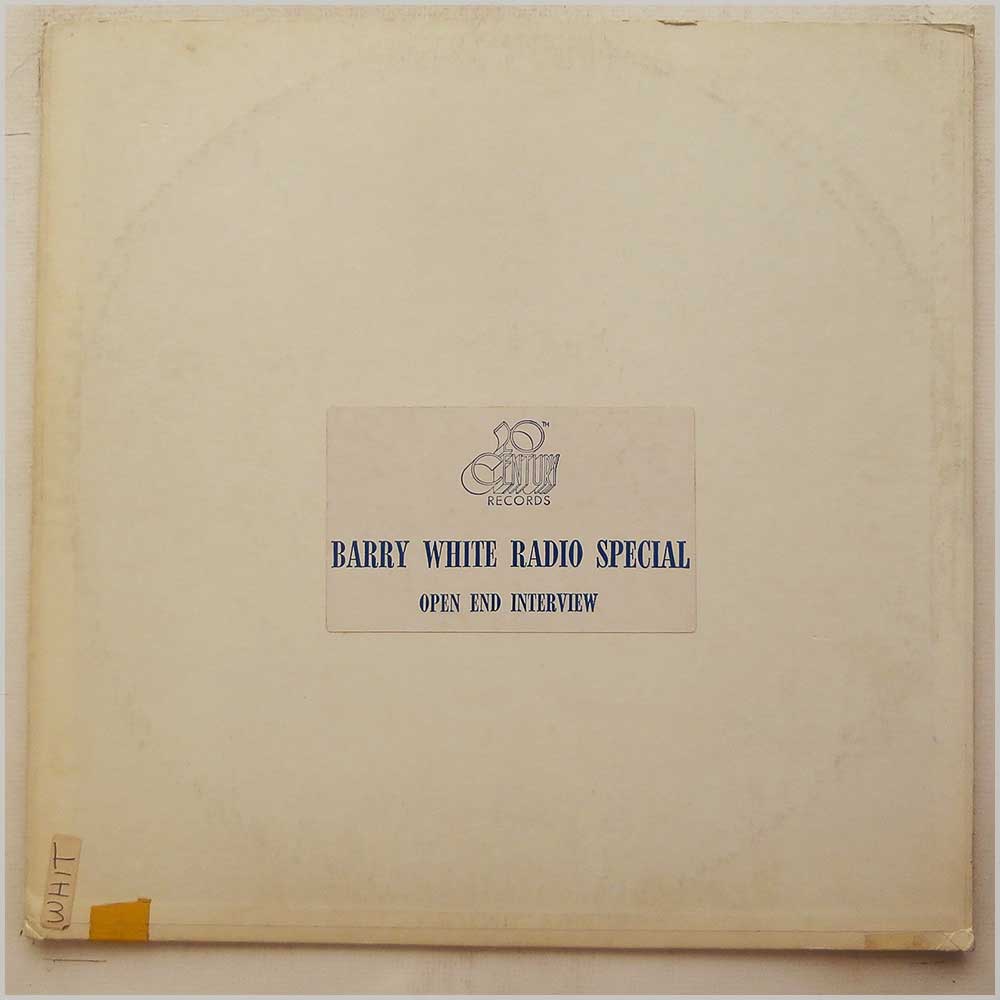 20TH
CENTURY
RECORDS
BARRY WHITE RADIO SPECIAL
OPEN END INTERVIEW
WHIT